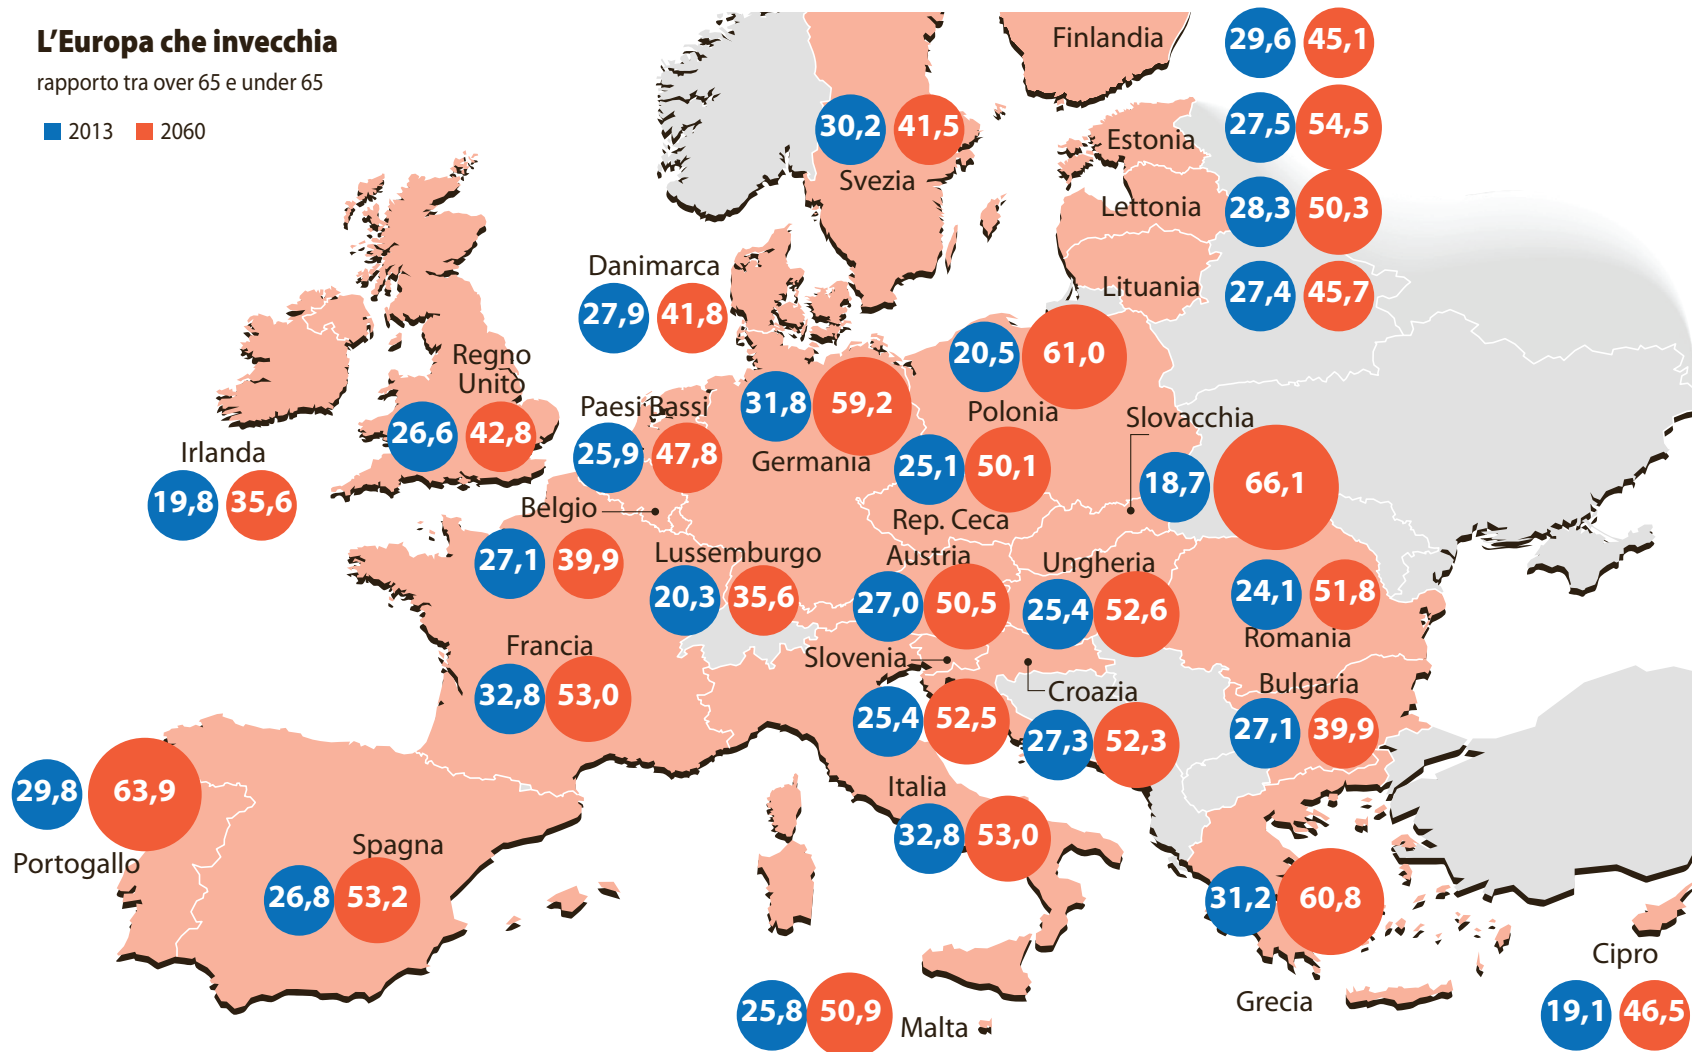 L'Europa che invecchia
rapporto tra over 65 e under 65
2013 2060
Finlandia
29,6 45,1
30,2 41,5
Svezia
27,5 54,5
Estonia
28,3 50,3
Lettonia
27,4 45,7
Lituania
Danimarca
27,9 41,8
Regno
Unito
26,6 42,8
Irlanda
19,8 35,6
Paesi Bassi
25,9 47,8
31,8 59,2
Germania
20,5 61,0
Polonia
Slovacchia
18,7 66,1
25,1 50,1
Rep. Ceca
Belgio
27,1 39,9
Lussemburgo
20,3 35,6
Austria
27,0 50,5
Ungheria
25,4 52,6
24,1 51,8
Romania
Francia
32,8 53,0
Slovenia
25,4 52,5
Croazia
27,3 52,3
Bulgaria
27,1 39,9
29,8 63,9
Portogallo
Spagna
26,8 53,2
Italia
32,8 53,0
31,2 60,8
Grecia
Cipro
19,1 46,5
25,8 50,9
Malta